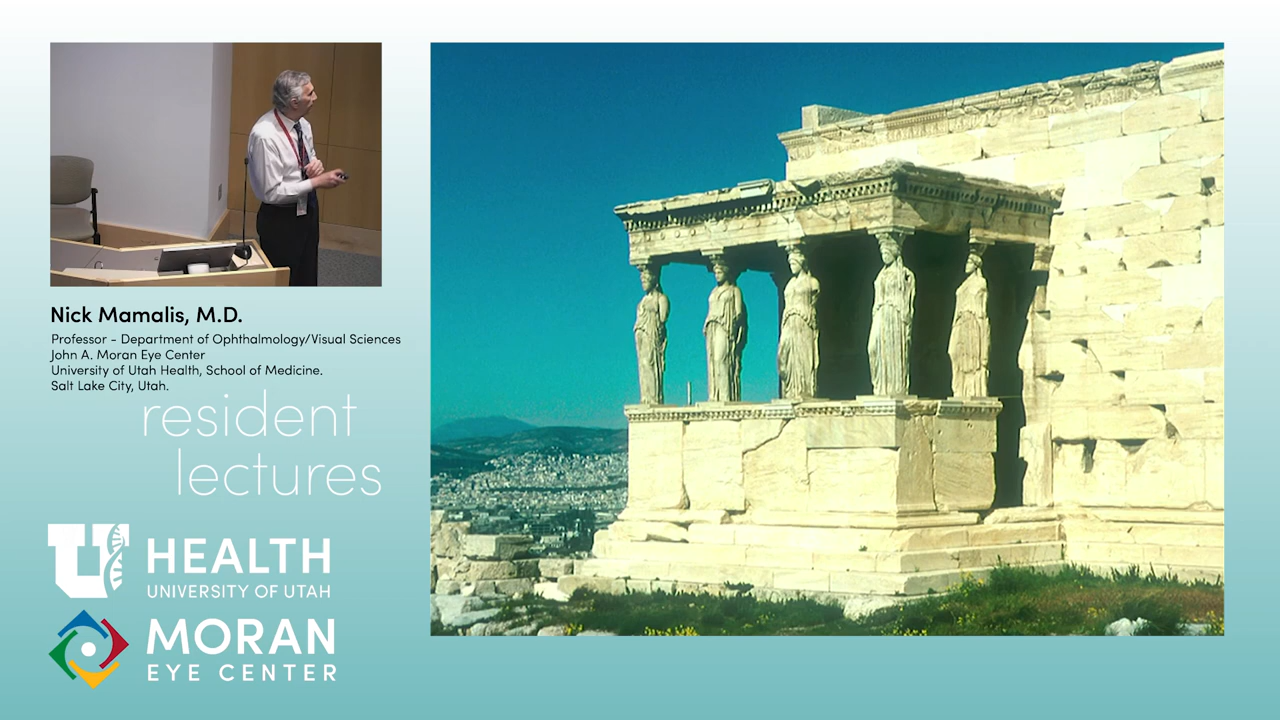 Nick Mamalis, M.D.
Professor - Department of Ophthalmology/Visual Sciences
John A. Moran Eye Center
University of Utah Health, School of Medicine.
Salt Lake City, Utah.
resident
lectures
U HEALTH
UNIVERSITY OF UTAH
MORAN
EYE CENTER